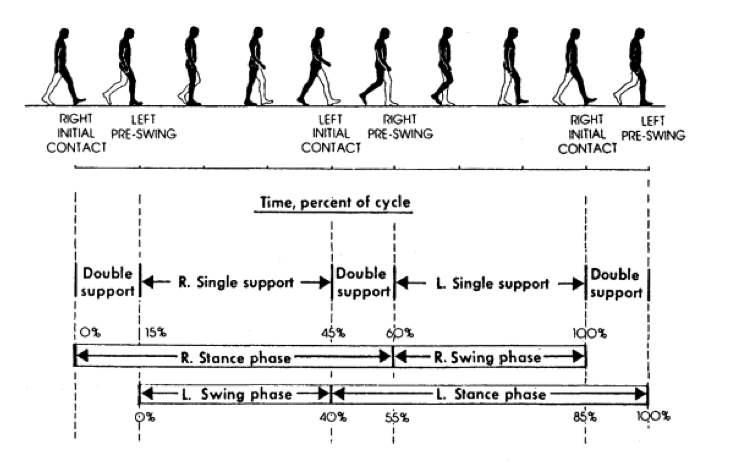 RIGHT INITIAL CONTACT
LEFT PRE-SWING
LEFT INITIAL CONTACT
RIGHT PRE-SWING
RIGHT INITIAL CONTACT
LEFT PRE-SWING
Time, percent of cycle
Double support
R. Single support
Double support
L. Single support
Double support
0% 15% 45% 60% 100%
R. Stance phase R. Swing phase
L. Swing phase L. Stance phase
0% 40% 55% 85% 100%